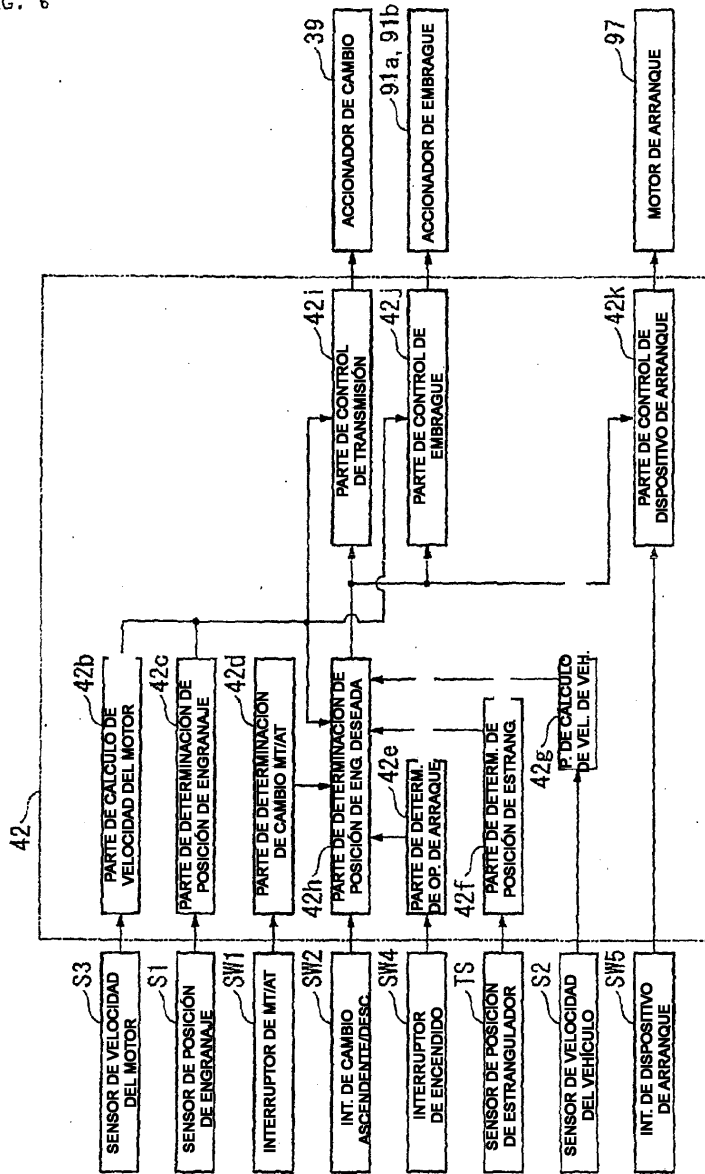 FIG. 6
42
S3
SENSOR DE VELOCIDAD
DEL MOTOR
S1
SENSOR DE POSICIÓN
DE ENGRANAJE
SW1
INTERRUPTOR DE MT/AT
SW2
INT. DE CAMBIO
ASCENDENTE/DESC.
SW4
INTERRUPTOR
DE ENCENDIDO
TS
SENSOR DE POSICIÓN
DE ESTRANGULADOR
S2
SENSOR DE VELOCIDAD
DEL VEHÍCULO
SW5
INT. DE DISPOSITIVO
DE ARRANQUE
42b
PARTE DE CÁLCULO DE
VELOCIDAD DEL MOTOR
42c
PARTE DE DETERMINACIÓN DE
POSICIÓN DE ENGRANAJE
42d
PARTE DE DETERMINACIÓN
DE CAMBIO MT/AT
42h
PARTE DE DETERMINACIÓN DE
POSICIÓN DE ENG. DESEADA
42e
PARTE DE DETERM.
DE OP. DE ARRAQUE
42f
PARTE DE DETERM. DE
POSICIÓN DE ESTRANG.
42g
P. DE CÁLCULO
DE VEL. DE VEH.
42i
PARTE DE CONTROL
DE TRANSMISIÓN
42j
PARTE DE CONTROL DE
EMBRAGUE
42k
PARTE DE CONTROL DE
DISPOSITIVO DE ARRANQUE
39
ACCIONADOR DE CAMBIO
91a, 91b
ACCIONADOR DE EMBRAGUE
97
MOTOR DE ARRANQUE